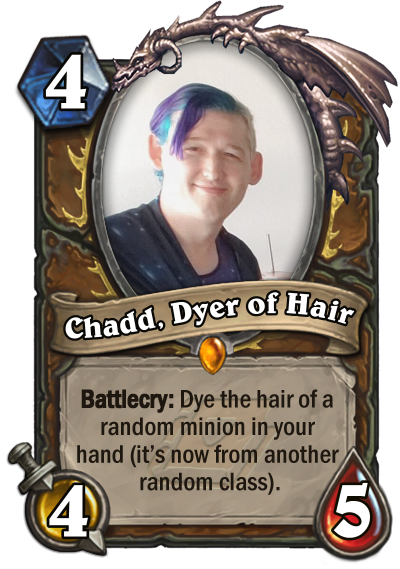 4
Chadd, Dyer of Hair
Battlecry: Dye the hair of a
random minion in your
hand (it's now from another
random class).
4
5